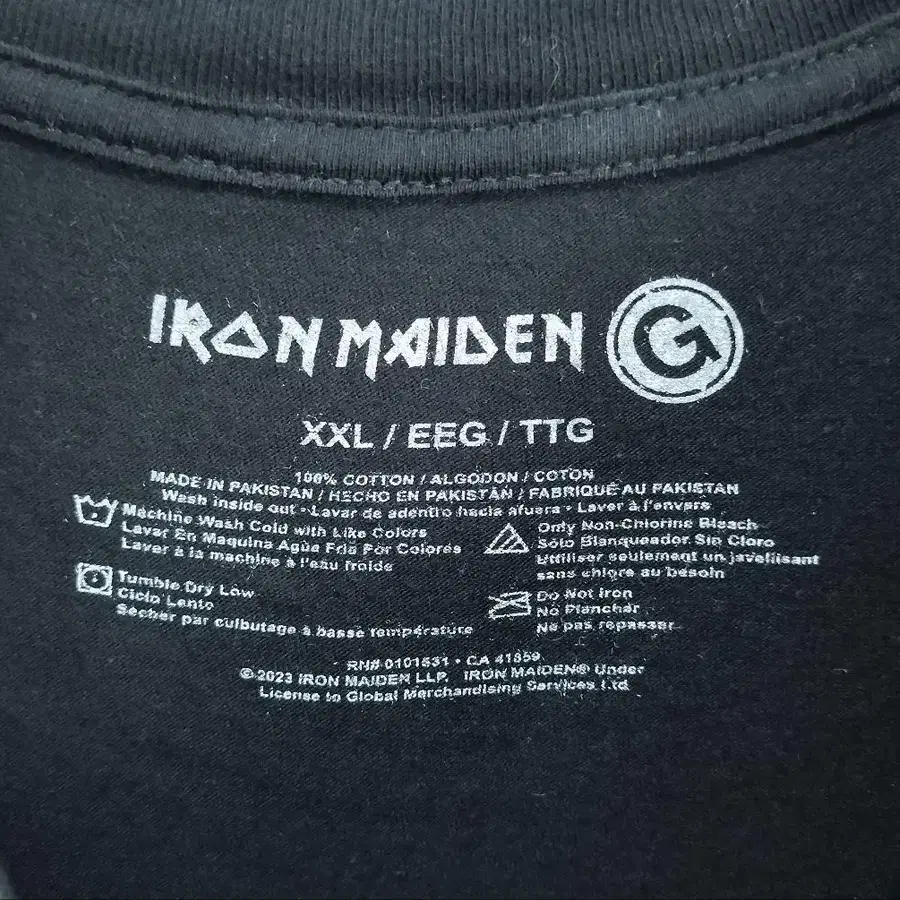 IRON MAIDEN G
XXL / EEG / TTG
100% COTTON / ALGODON / COTON
MADE IN PAKISTAN / HECHO EN PAKISTÁN / FABRIQUÉ AU PAKISTAN
Wash inside out • Lavar de adentro hacia afuera • Laver à l'envers
Machine Wash Cold with Like Colors
Lavar En Maquina Agua Fria Por Colores
Laver à la machine à l'eau froide
Only Non-Chlorine Bleach
Sólo Blanqueador Sin Cloro
Utiliser seulement un javellisant
sans chlore au besoin
Tumble Dry Low
Ciclo Lento
Sécher par culbutage à basse température
Do Not Iron
No Planchar
Ne pas repasser
RN# 0101531 • CA 41859
©2023 IRON MAIDEN LLP. IRON MAIDEN® Under
License to Global Merchandising Services Ltd